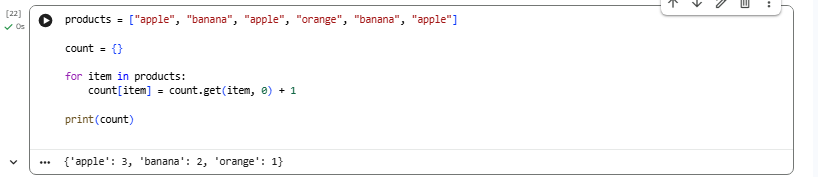 [22]
0s
products = ["apple", "banana", "apple", "orange", "banana", "apple"]
count = {}
for item in products:
    count[item] = count.get(item, 0) + 1
print(count)
{'apple': 3, 'banana': 2, 'orange': 1}